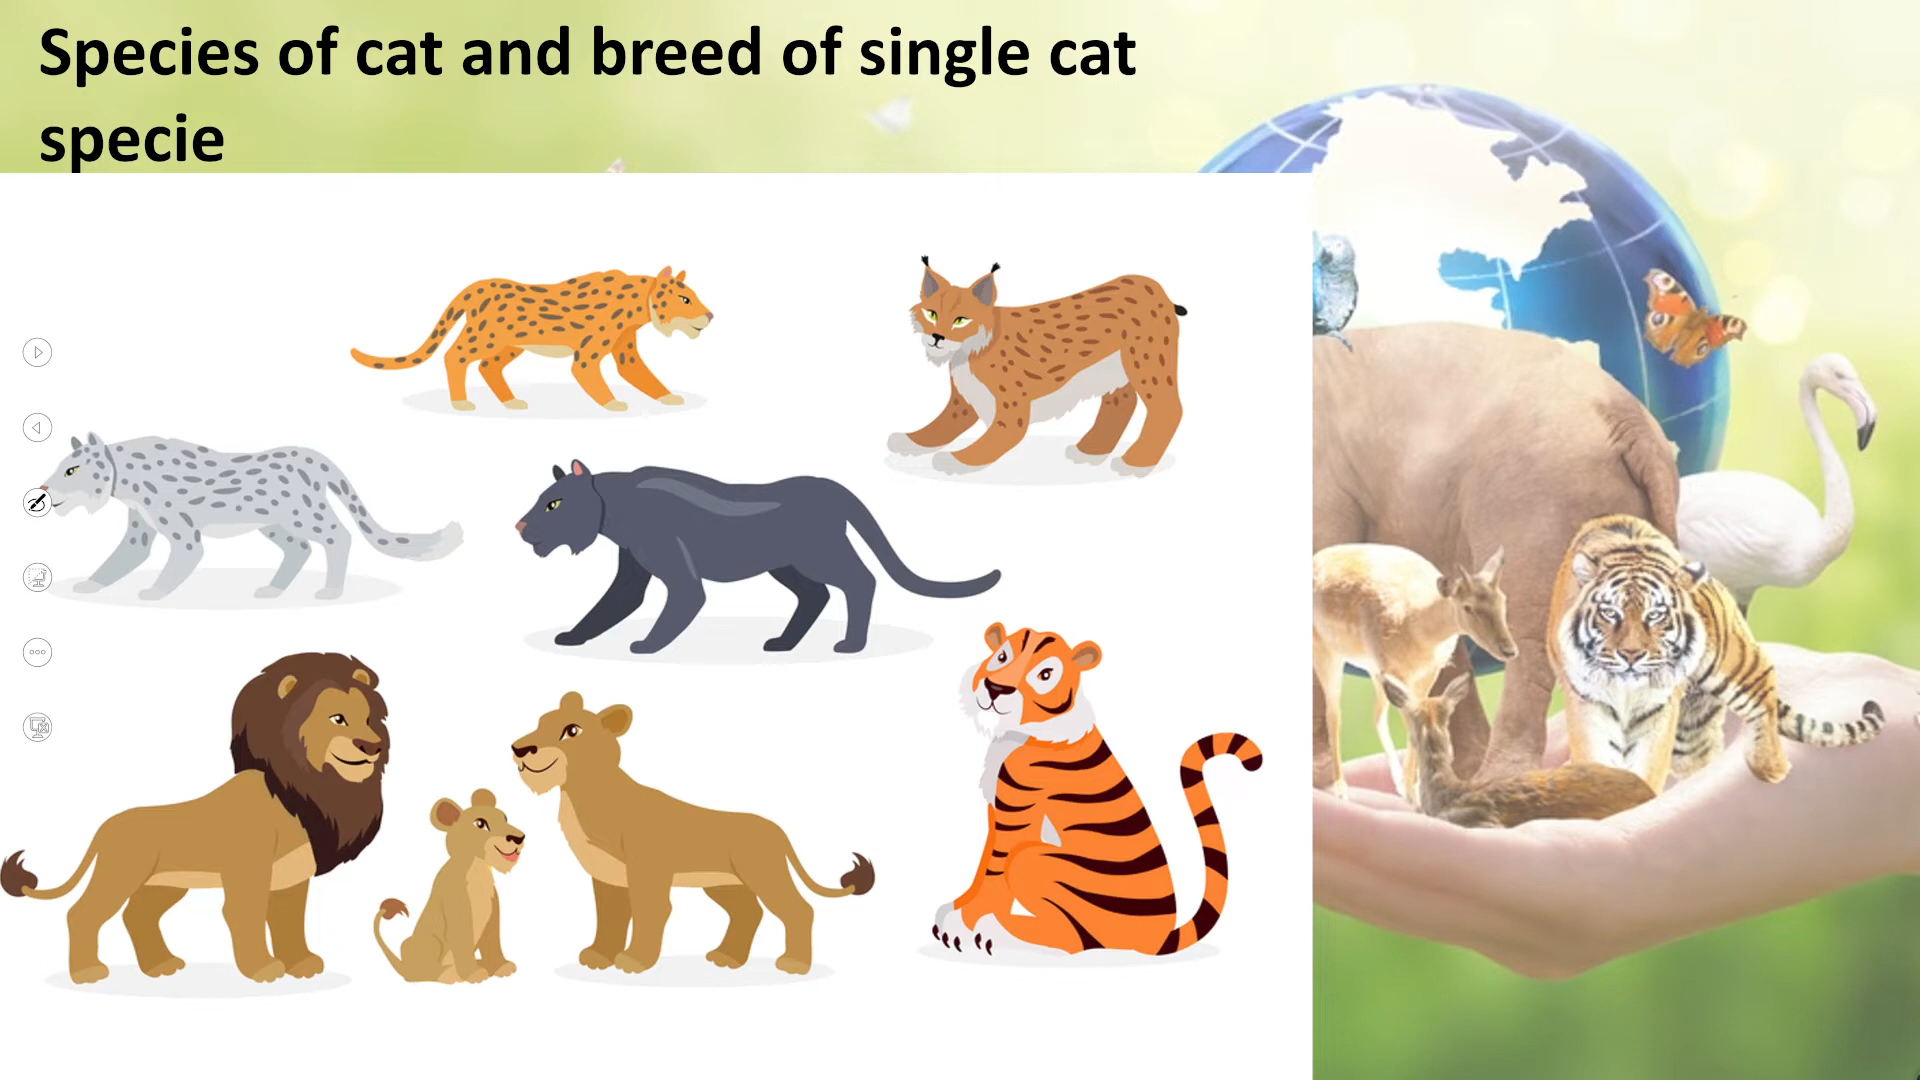 Species of cat and breed of single cat
specie